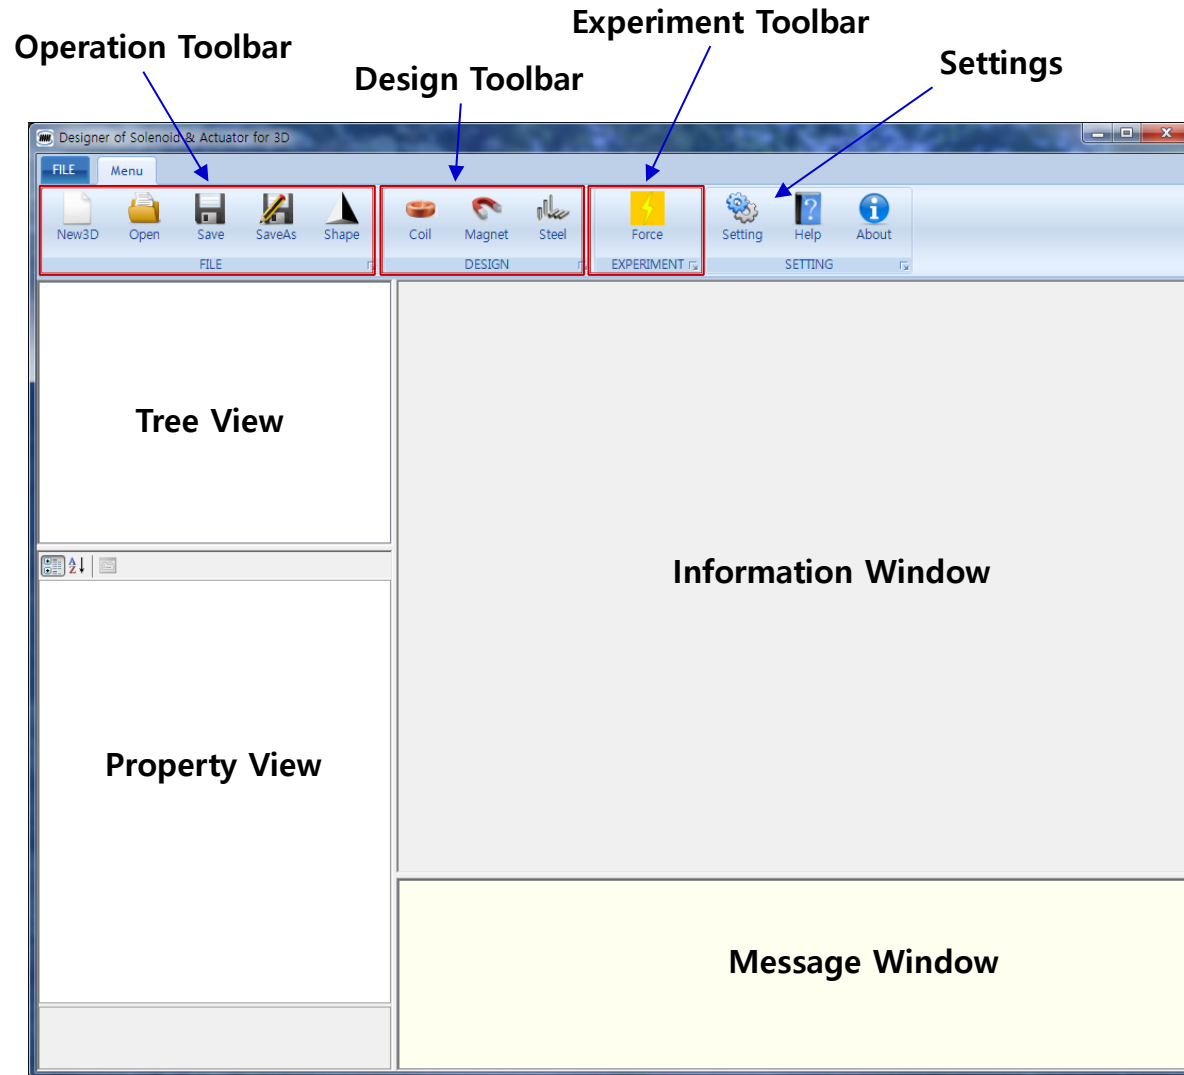 Experiment Toolbar
Operation Toolbar
Settings
Design Toolbar
Designer of Solenoid & Actuator for 3D
FILE Menu
New3D Open Save SaveAs Shape Coil Magnet Steel Force Setting Help About
FILE DESIGN EXPERIMENT SETTING
Tree View
Information Window
Property View
Message Window